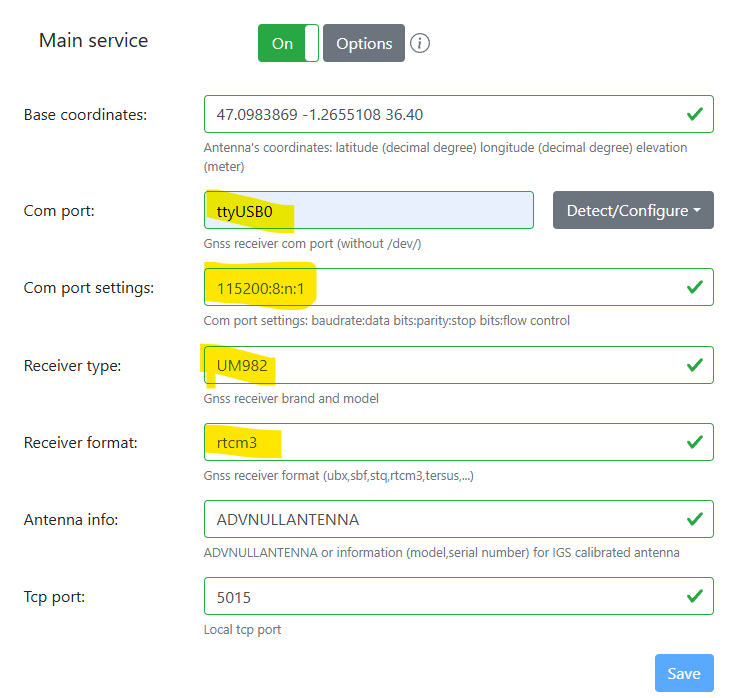 Main service
On
Options
i
Base coordinates:
47.0983869 -1.2655108 36.40
Antenna's coordinates: latitude (decimal degree) longitude (decimal degree) elevation
(meter)
Com port:
ttyUSB0
Detect/Configure
Gnss receiver com port (without /dev/)
Com port settings:
115200:8:n:1
Com port settings: baudrate:data bits:parity:stop bits:flow control
Receiver type:
UM982
Gnss receiver brand and model
Receiver format:
rtcm3
Gnss receiver format (ubx,sbf,stq,rtcm3,tersus,...)
Antenna info:
ADVNULLANTENNA
ADVNULLANTENNA or information (model,serial number) for IGS calibrated antenna
Tcp port:
5015
Local tcp port
Save